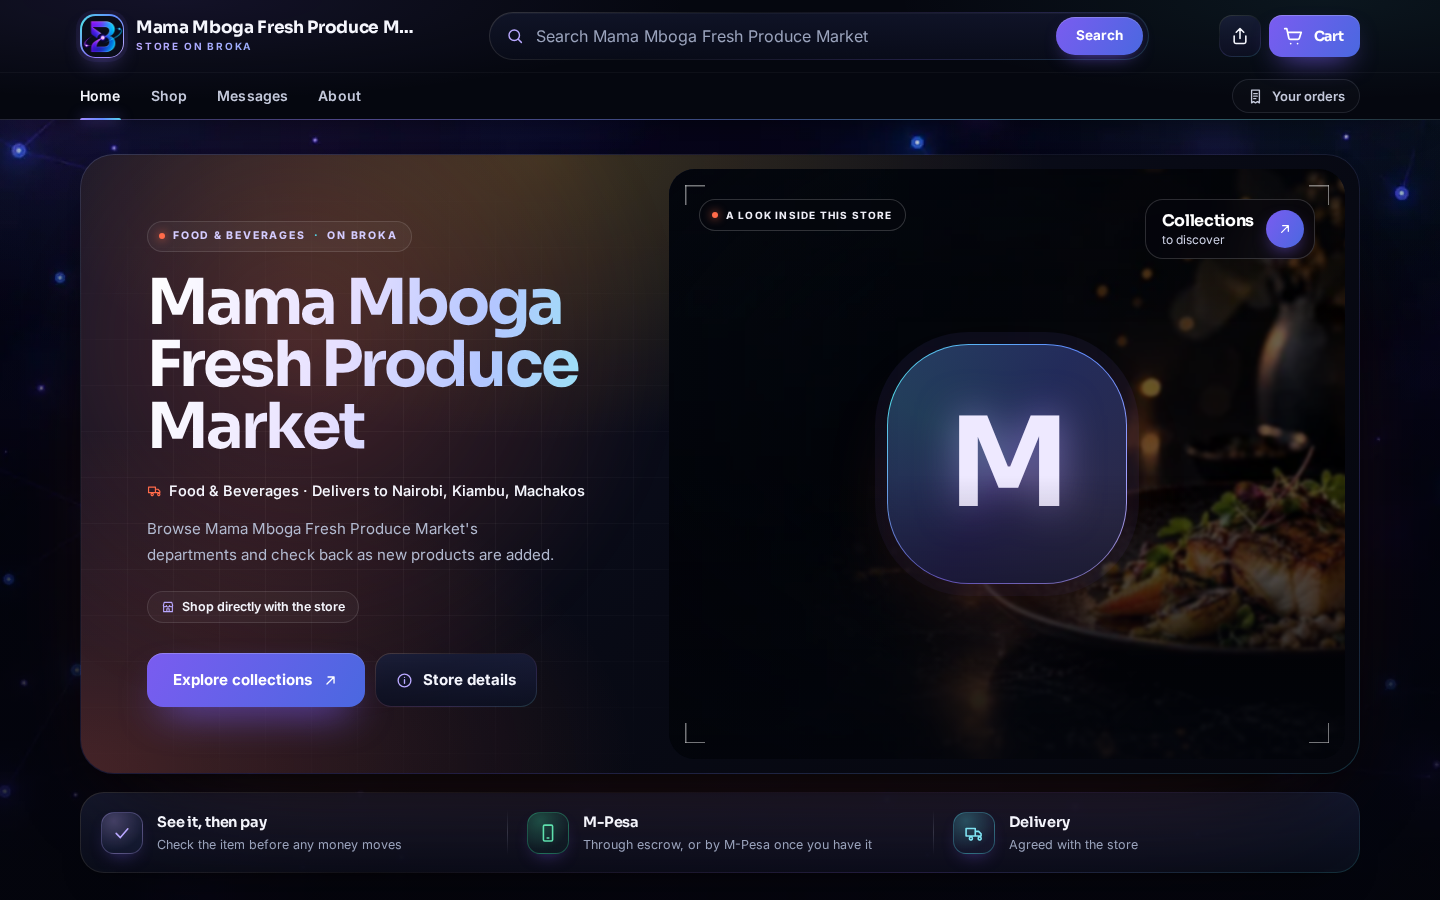 Mama Mboga Fresh Produce M...
STORE ON BROKA
Search Mama Mboga Fresh Produce Market
Search
Cart
Home
Shop
Messages
About
Your orders
FOOD & BEVERAGES · ON BROKA
Mama Mboga
Fresh Produce
Market
Food & Beverages · Delivers to Nairobi, Kiambu, Machakos
Browse Mama Mboga Fresh Produce Market's
departments and check back as new products are added.
Shop directly with the store
Explore collections
Store details
A LOOK INSIDE THIS STORE
Collections
to discover
M
See it, then pay
Check the item before any money moves
M-Pesa
Through escrow, or by M-Pesa once you have it
Delivery
Agreed with the store